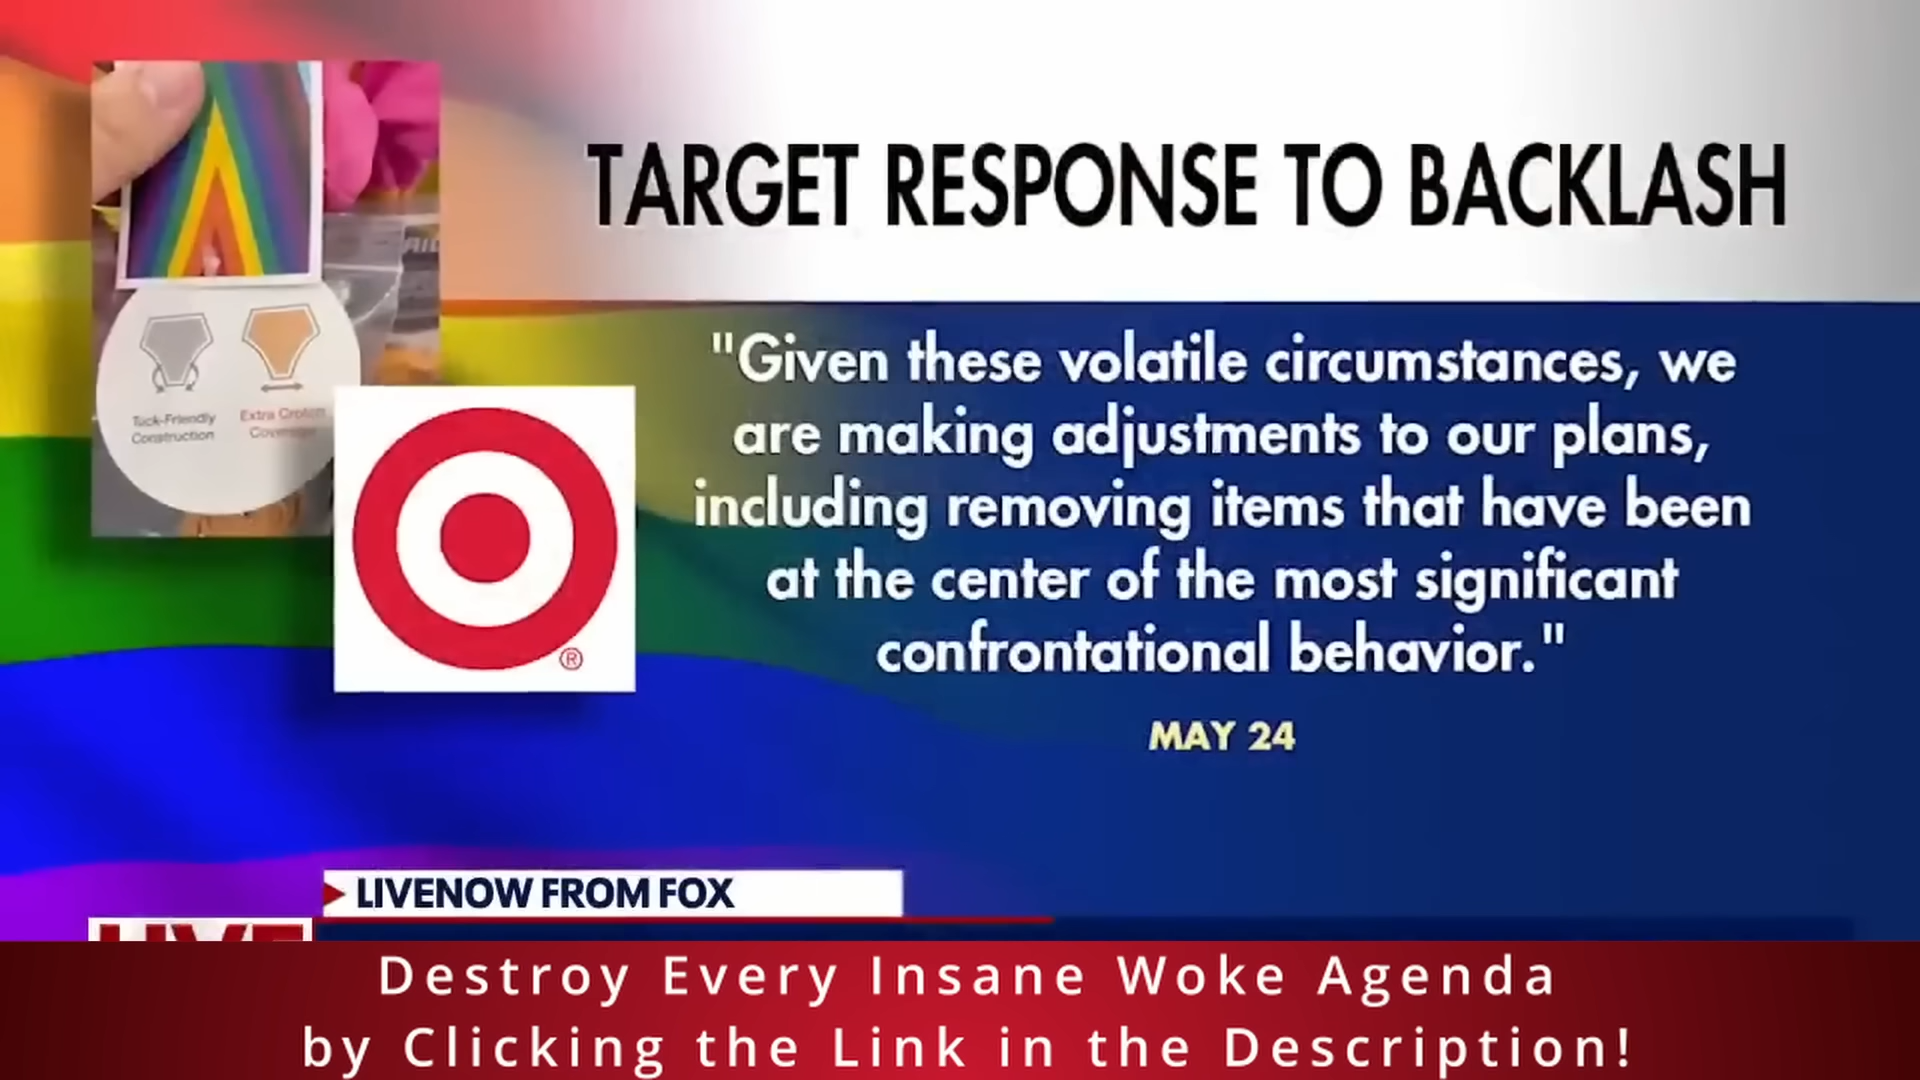 TARGET RESPONSE TO BACKLASH
Tuck-Friendly
Construction
Extra Crotch
Coverage
®
"Given these volatile circumstances, we
are making adjustments to our plans,
including removing items that have been
at the center of the most significant
confrontational behavior."
MAY 24
LIVENOW FROM FOX
LIVE
Destroy Every Insane Woke Agenda
by Clicking the Link in the Description!